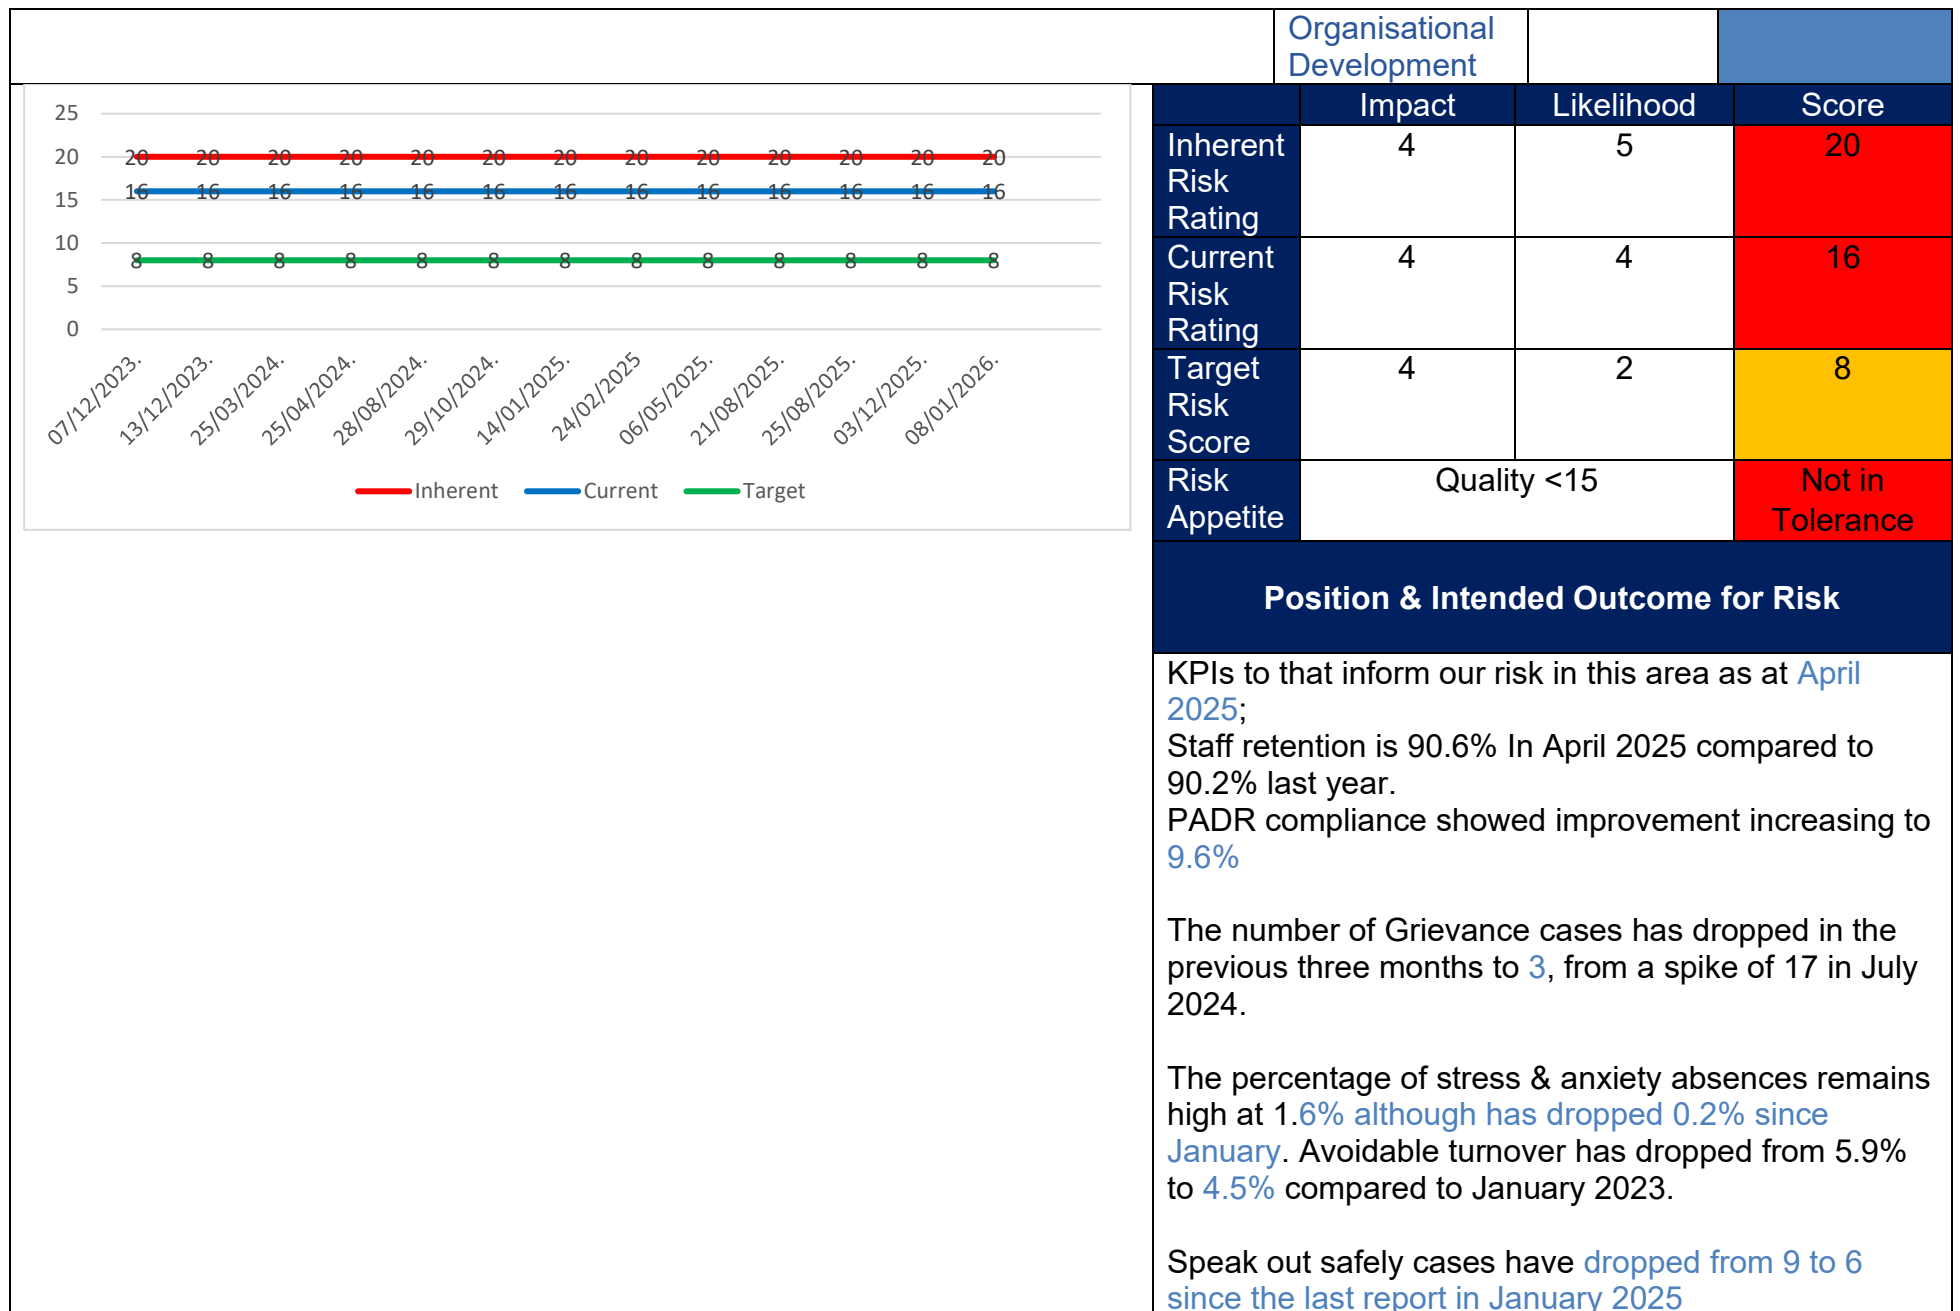 Organisational
Development
25
20
15
10
5
0
20 20 20 20 20 20 20 20 20 20 20 20 20
16 16 16 16 16 16 16 16 16 16 16 16 16
8 8 8 8 8 8 8 8 8 8 8 8 8
07/12/2023.
13/12/2023.
25/03/2024.
25/04/2024.
28/08/2024.
29/10/2024.
14/01/2025.
24/02/2025
06/05/2025.
21/08/2025.
25/08/2025.
03/12/2025.
08/01/2026.
Inherent Current Target
Impact Likelihood Score
Inherent
Risk
Rating
4 5 20
Current
Risk
Rating
4 4 16
Target
Risk
Score
4 2 8
Risk
Appetite
Quality <15
Not in
Tolerance
Position & Intended Outcome for Risk
KPIs to that inform our risk in this area as at April
2025;
Staff retention is 90.6% In April 2025 compared to
90.2% last year.
PADR compliance showed improvement increasing to
9.6%
The number of Grievance cases has dropped in the
previous three months to 3, from a spike of 17 in July
2024.
The percentage of stress & anxiety absences remains
high at 1.6% although has dropped 0.2% since
January. Avoidable turnover has dropped from 5.9%
to 4.5% compared to January 2023.
Speak out safely cases have dropped from 9 to 6
since the last report in January 2025